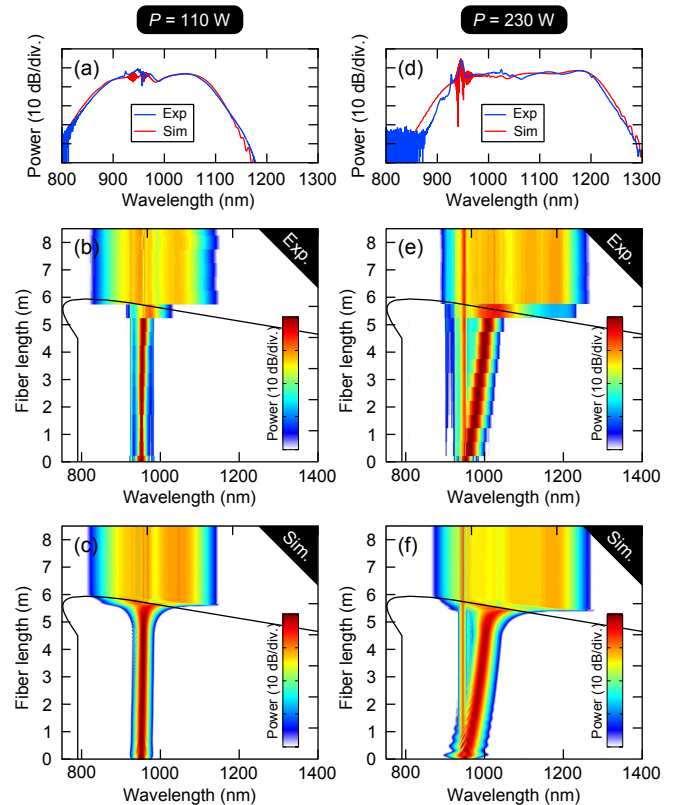 P = 110 W
P = 230 W
(a)
Power (10 dB/div.)
Exp
Sim
800 900 1000 1100 1200 1300
Wavelength (nm)
(d)
Power (10 dB/div.)
Exp
Sim
800 900 1000 1100 1200 1300
Wavelength (nm)
(b)
Exp.
Fiber length (m)
8
7
6
5
4
3
2
1
0
Power (10 dB/div.)
800 1000 1200 1400
Wavelength (nm)
(e)
Exp.
Fiber length (m)
8
7
6
5
4
3
2
1
0
Power (10 dB/div.)
800 1000 1200 1400
Wavelength (nm)
(c)
Sim.
Fiber length (m)
8
7
6
5
4
3
2
1
0
Power (10 dB/div.)
800 1000 1200 1400
Wavelength (nm)
(f)
Sim.
Fiber length (m)
8
7
6
5
4
3
2
1
0
Power (10 dB/div.)
800 1000 1200 1400
Wavelength (nm)